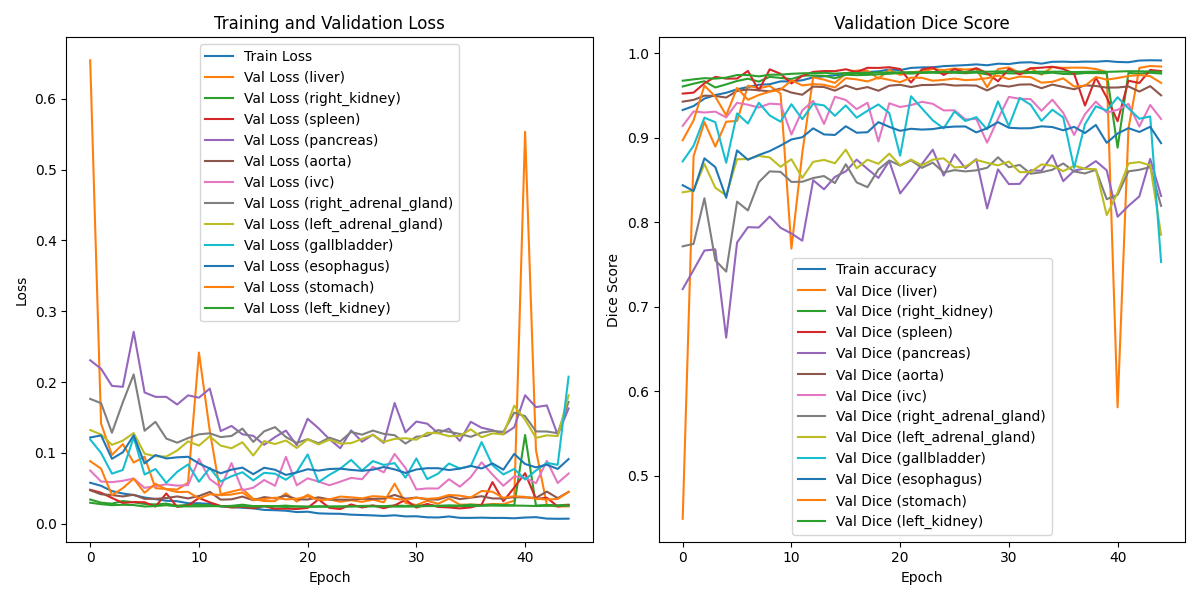 Training and Validation Loss
Loss
0.6
0.5
0.4
0.3
0.2
0.1
0.0
Train Loss
Val Loss (liver)
Val Loss (right_kidney)
Val Loss (spleen)
Val Loss (pancreas)
Val Loss (aorta)
Val Loss (ivc)
Val Loss (right_adrenal_gland)
Val Loss (left_adrenal_gland)
Val Loss (gallbladder)
Val Loss (esophagus)
Val Loss (stomach)
Val Loss (left_kidney)
0 10 20 30 40
Epoch
Validation Dice Score
Dice Score
1.0
0.9
0.8
0.7
0.6
0.5
Train accuracy
Val Dice (liver)
Val Dice (right_kidney)
Val Dice (spleen)
Val Dice (pancreas)
Val Dice (aorta)
Val Dice (ivc)
Val Dice (right_adrenal_gland)
Val Dice (left_adrenal_gland)
Val Dice (gallbladder)
Val Dice (esophagus)
Val Dice (stomach)
Val Dice (left_kidney)
0 10 20 30 40
Epoch